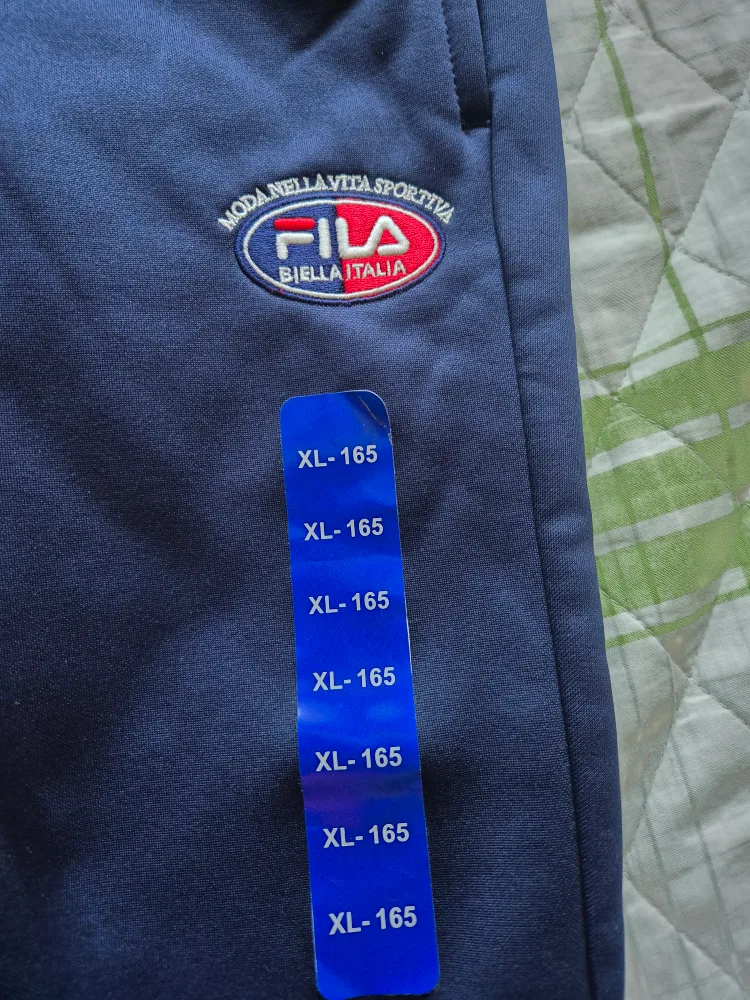 MODA NELLA VITA SPORTIVA
FILA
BIELLA ITALIA
XL- 165
XL- 165
XL- 165
XL- 165
XL- 165
XL- 165
XL- 165